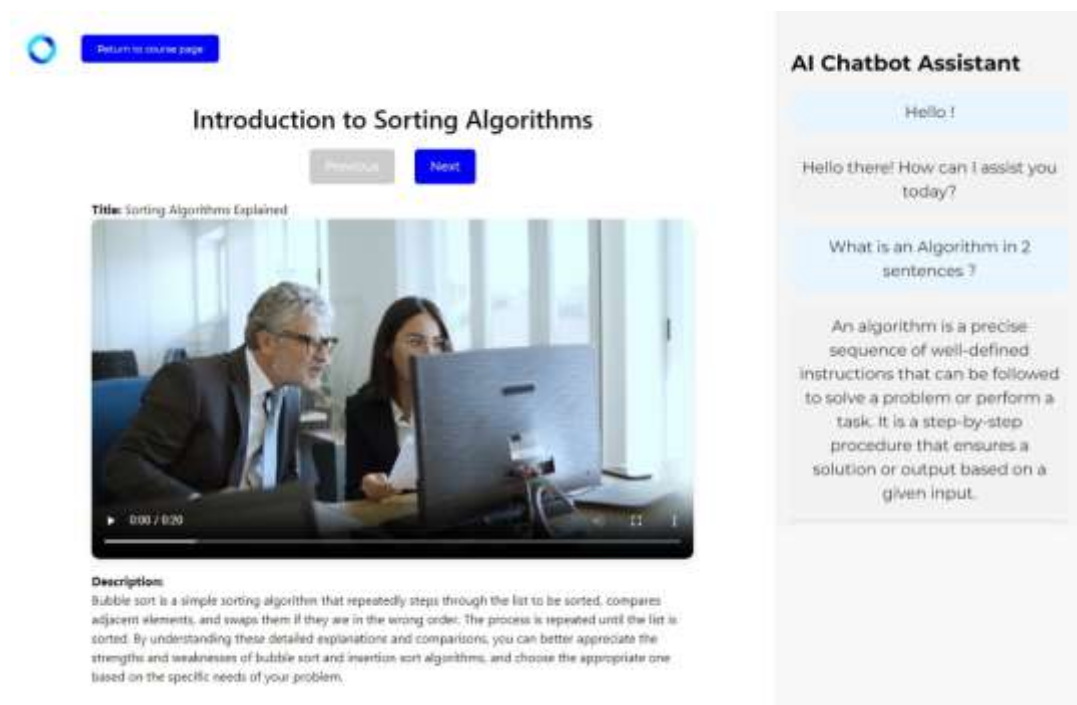 Return to course page
Introduction to Sorting Algorithms
Previous
Next
Title: Sorting Algorithms Explained
0:00 / 0:20
Description:
Bubble sort is a simple sorting algorithm that repeatedly steps through the list to be sorted, compares
adjacent elements, and swaps them if they are in the wrong order. The process is repeated until the list is
sorted. By understanding these detailed explanations and comparisons, you can better appreciate the
strengths and weaknesses of bubble sort and insertion sort algorithms, and choose the appropriate one
based on the specific needs of your problem.
AI Chatbot Assistant
Hello !
Hello there! How can I assist you
today?
What is an Algorithm in 2
sentences ?
An algorithm is a precise
sequence of well-defined
instructions that can be followed
to solve a problem or perform a
task. It is a step-by-step
procedure that ensures a
solution or output based on a
given input.